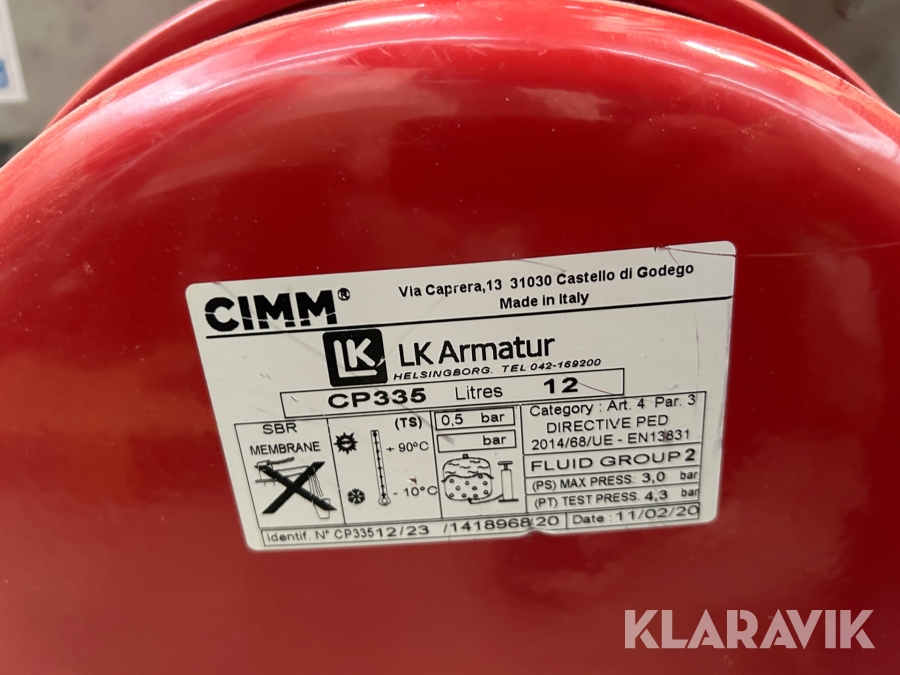 CIMM®
Via Caprera,13 31030 Castello di Godego
Made in Italy
LK
LK Armatur
HELSINGBORG. TEL 042-169200
CP335 Litres 12
SBR
MEMBRANE
(TS)
+ 90°C
- 10°C
0,5 bar
bar
Category : Art. 4 Par. 3
DIRECTIVE PED
2014/68/UE - EN13831
FLUID GROUP 2
(PS) MAX PRESS. 3,0 bar
(PT) TEST PRESS. 4,3 bar
Identif. N° CP33512/23 /1418968/20
Date : 11/02/20
KLARAVIK